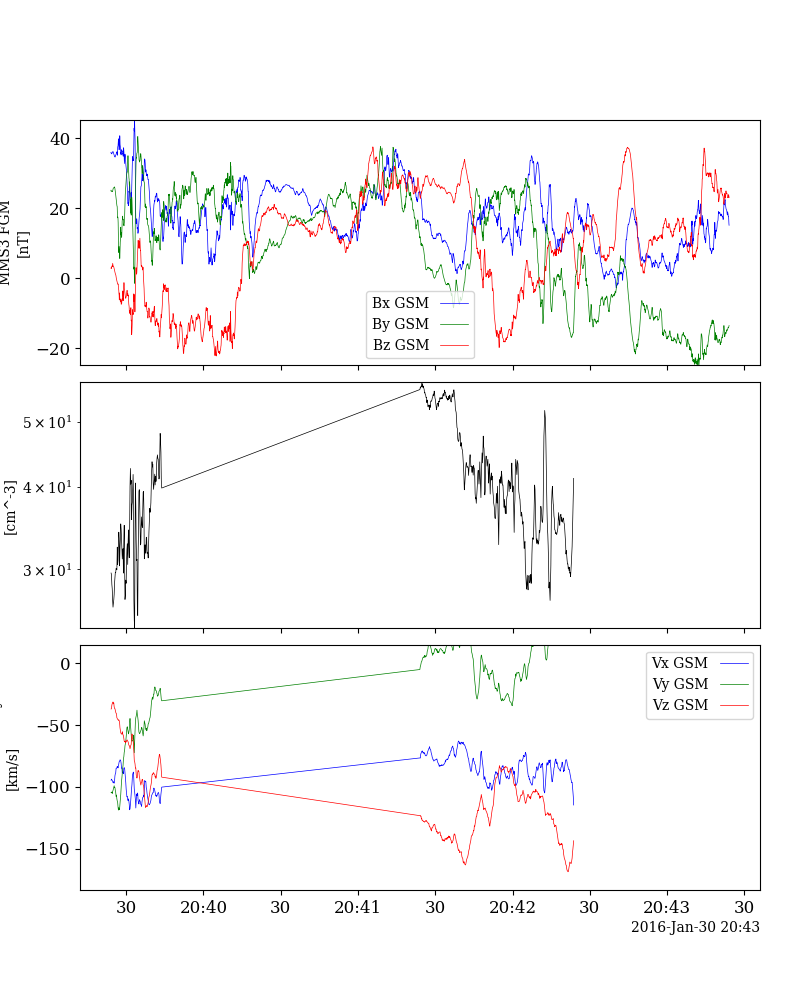 40
20
0
−20
MMS3 FGM
[nT]
Bx GSM
By GSM
Bz GSM
5×10¹
4×10¹
3×10¹
[cm^-3]
0
−50
−100
−150
[km/s]
Vx GSM
Vy GSM
Vz GSM
30 20:40 30 20:41 30 20:42 30 20:43 30
2016-Jan-30 20:43